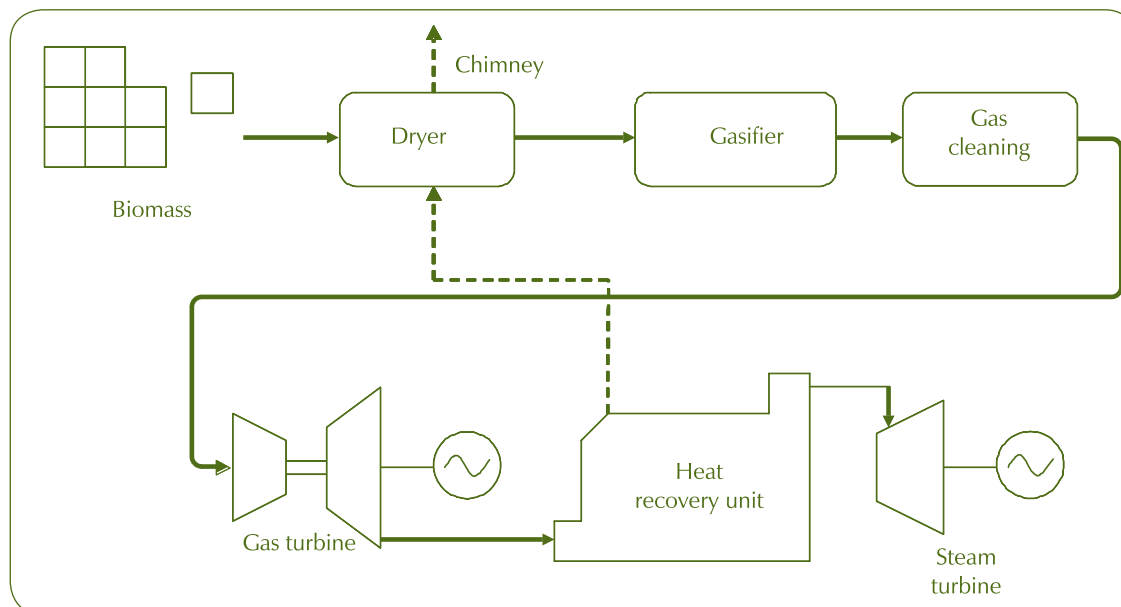 Chimney
Dryer
Gasifier
Gas
cleaning
Biomass
Gas turbine
Heat
recovery unit
Steam
turbine